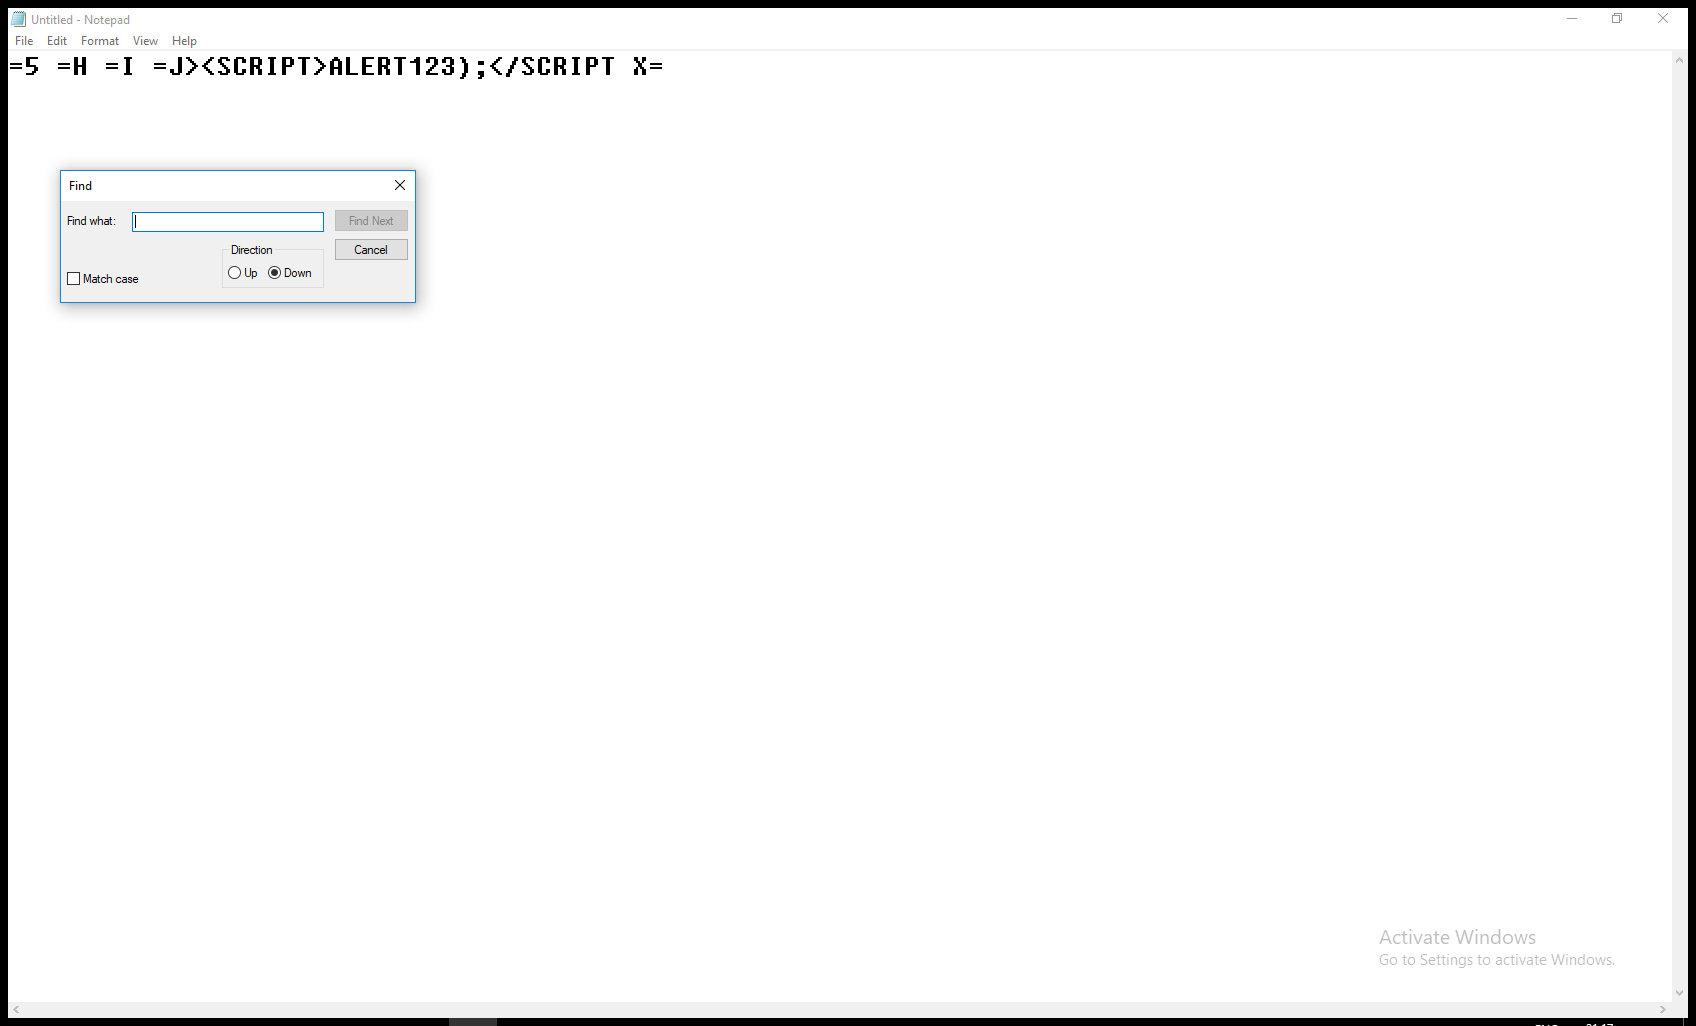 Untitled - Notepad
File Edit Format View Help
=5 =H =I =J><SCRIPT>ALERT123);</SCRIPT X=
Find
Find what:
Find Next
Direction
Cancel
Up Down
Match case
Activate Windows
Go to Settings to activate Windows.